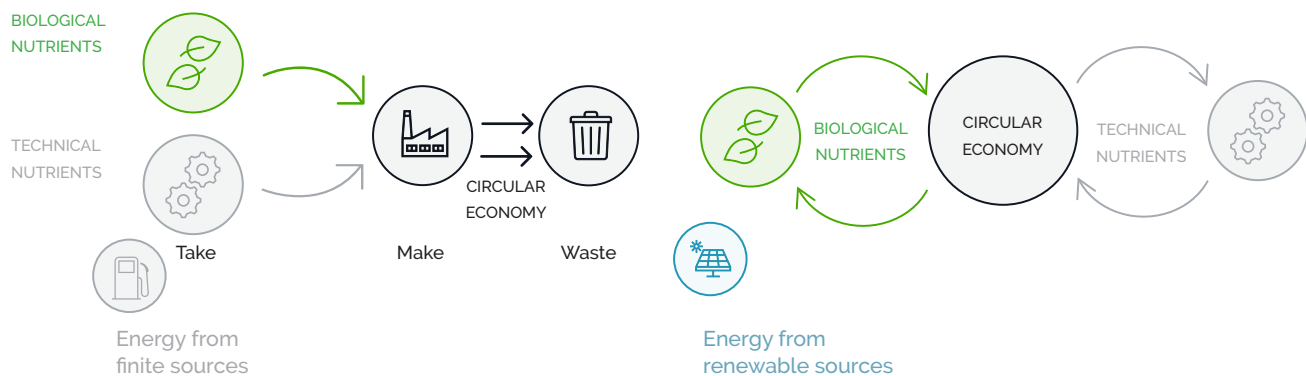 BIOLOGICAL
NUTRIENTS
TECHNICAL
NUTRIENTS
Take
Make
CIRCULAR
ECONOMY
Waste
Energy from
finite sources
BIOLOGICAL
NUTRIENTS
CIRCULAR
ECONOMY
TECHNICAL
NUTRIENTS
Energy from
renewable sources